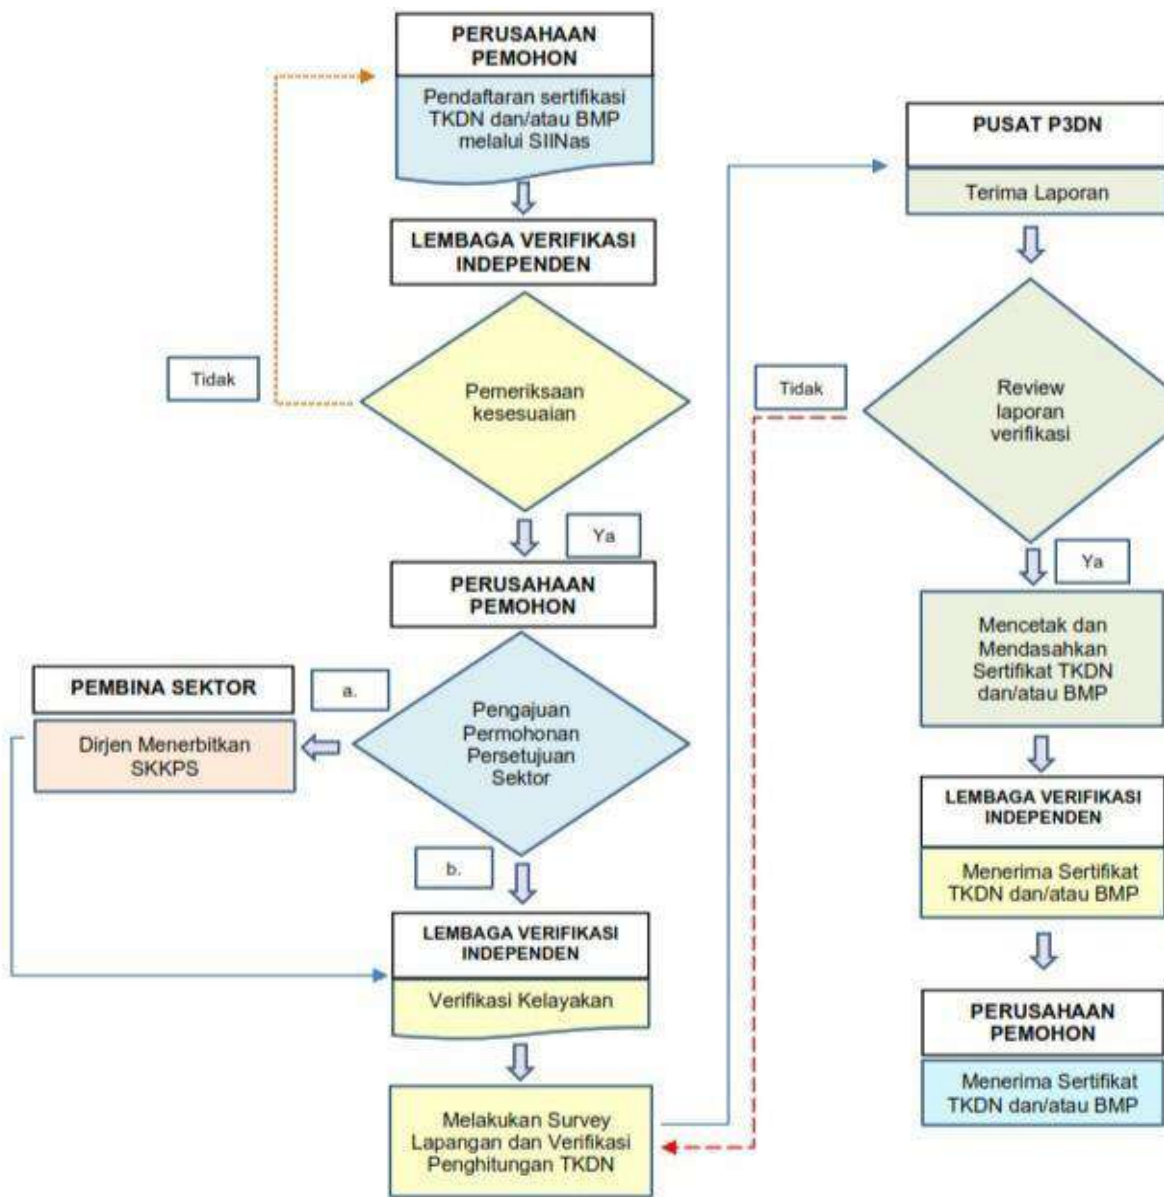 PERUSAHAAN
PEMOHON
Pendaftaran sertifikasi
TKDN dan/atau BMP
melalui SIINas
LEMBAGA VERIFIKASI
INDEPENDEN
Tidak
Pemeriksaan
kesesuaian
Ya
PERUSAHAAN
PEMOHON
Pengajuan
Permohonan
Persetujuan
Sektor
a.
PEMBINA SEKTOR
Dirjen Menerbitkan
SKKPS
b.
LEMBAGA VERIFIKASI
INDEPENDEN
Verifikasi Kelayakan
Melakukan Survey
Lapangan dan Verifikasi
Penghitungan TKDN
PUSAT P3DN
Terima Laporan
Tidak
Review
laporan
verifikasi
Ya
Mencetak dan
Mendasahkan
Sertifikat TKDN
dan/atau BMP
LEMBAGA VERIFIKASI
INDEPENDEN
Menerima Sertifikat
TKDN dan/atau BMP
PERUSAHAAN
PEMOHON
Menerima Sertifikat
TKDN dan/atau BMP